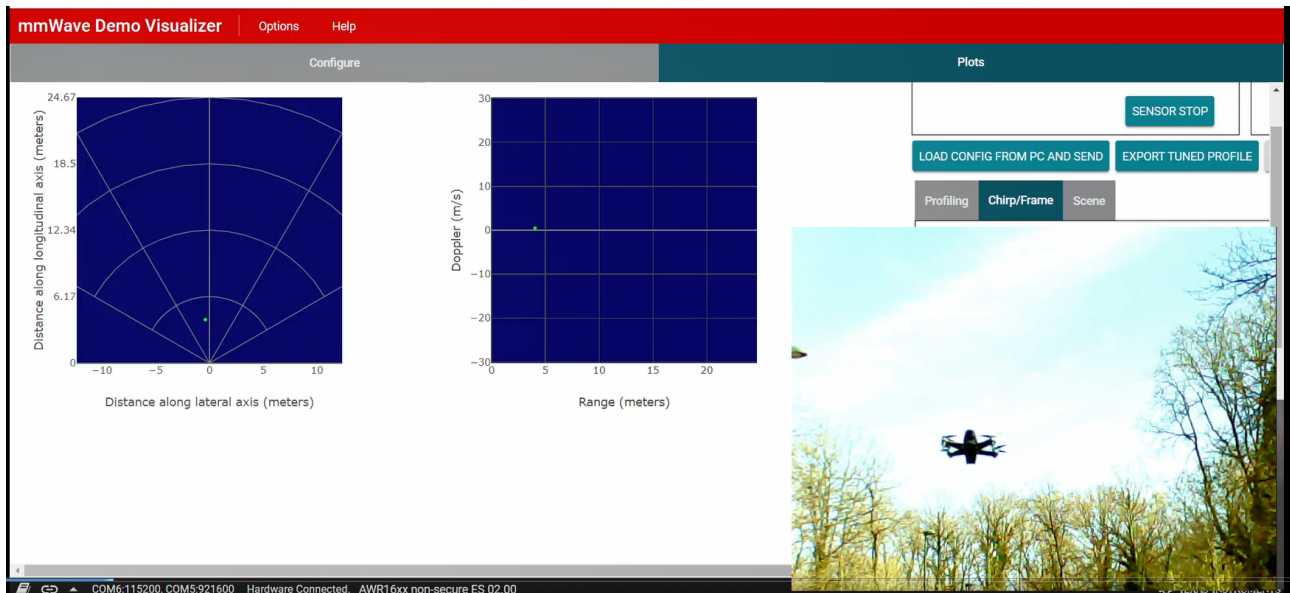 mmWave Demo Visualizer Options Help
Configure Plots
24.67
18.5
12.34
6.17
0
−10 −5 0 5 10
Distance along longitudinal axis (meters)
Distance along lateral axis (meters)
30
20
10
0
−10
−20
−30
0 5 10 15 20
Doppler (m/s)
Range (meters)
SENSOR STOP
LOAD CONFIG FROM PC AND SEND EXPORT TUNED PROFILE
Profiling Chirp/Frame Scene
COM6:115200, COM5:921600 Hardware Connected. AWR16xx non-secure ES 02.00